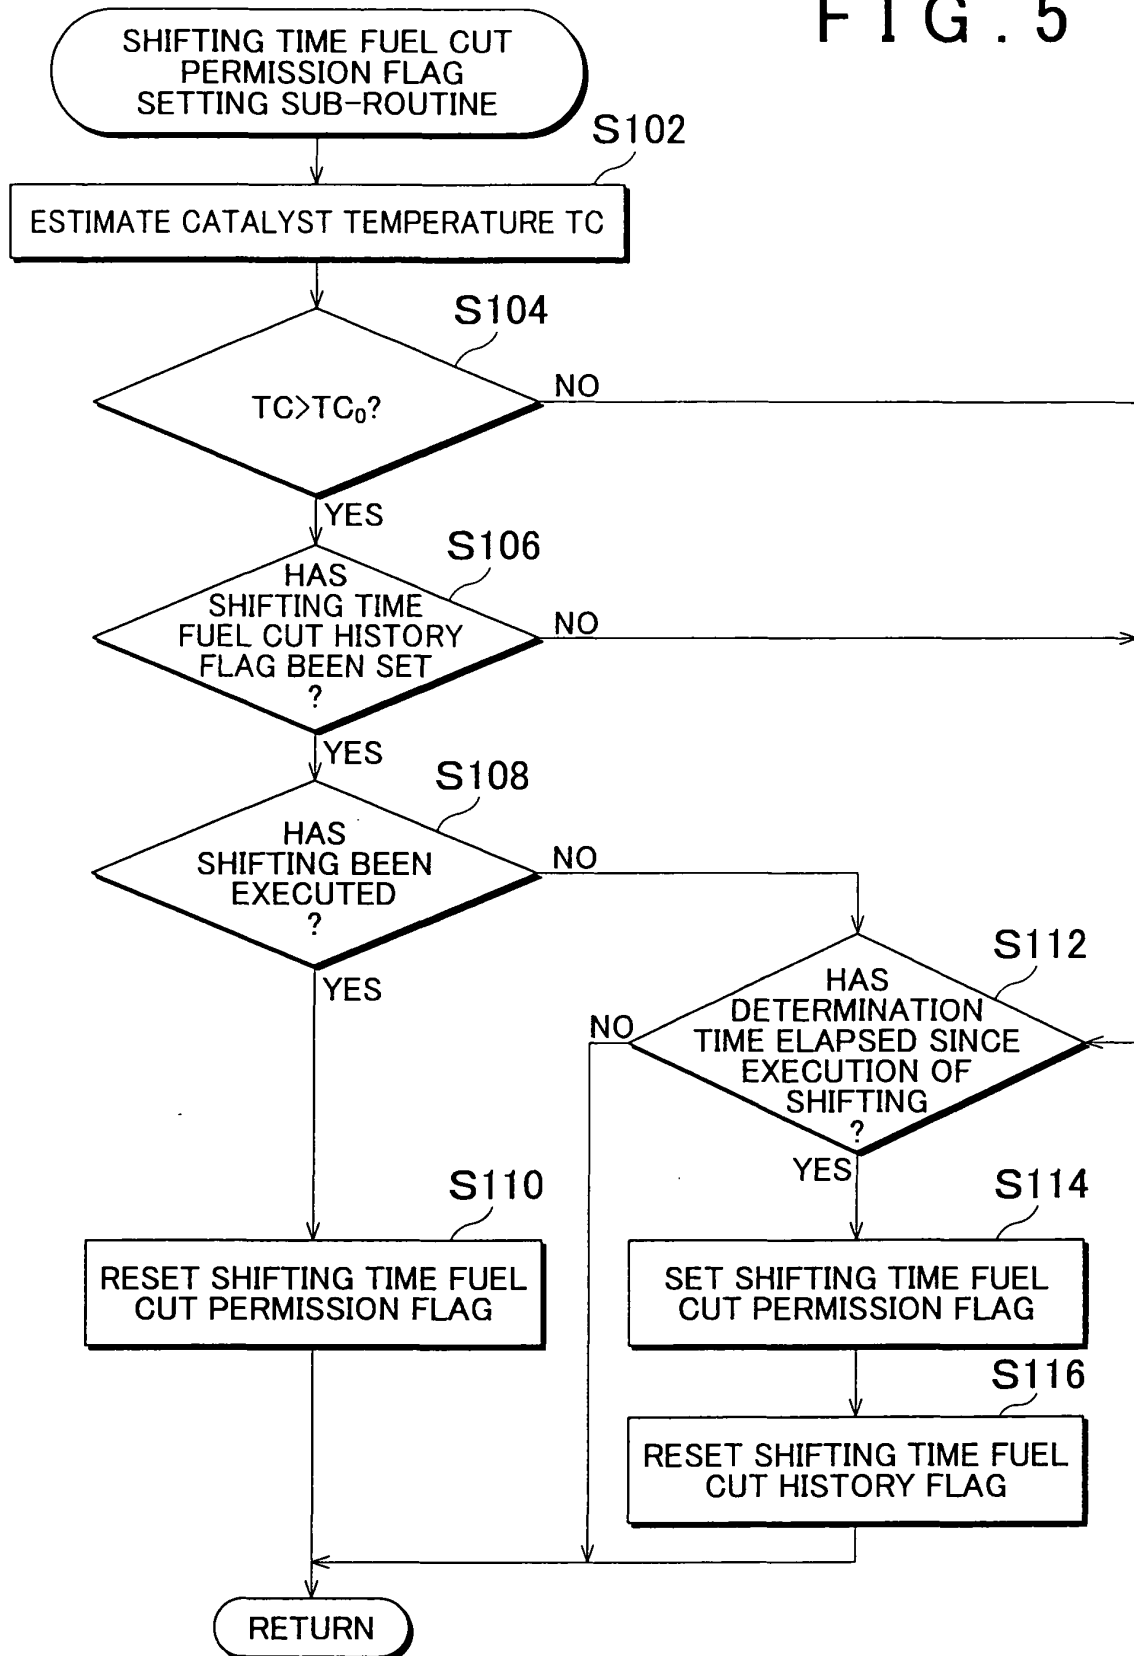 FIG. 5
SHIFTING TIME FUEL CUT
PERMISSION FLAG
SETTING SUB-ROUTINE
S102
ESTIMATE CATALYST TEMPERATURE TC
S104
TC>TC₀?
NO
YES
S106
HAS
SHIFTING TIME
FUEL CUT HISTORY
FLAG BEEN SET
?
NO
YES
S108
HAS
SHIFTING BEEN
EXECUTED
?
NO
YES
S112
HAS
DETERMINATION
TIME ELAPSED SINCE
EXECUTION OF
SHIFTING
?
NO
YES
S110
RESET SHIFTING TIME FUEL
CUT PERMISSION FLAG
S114
SET SHIFTING TIME FUEL
CUT PERMISSION FLAG
S116
RESET SHIFTING TIME FUEL
CUT HISTORY FLAG
RETURN